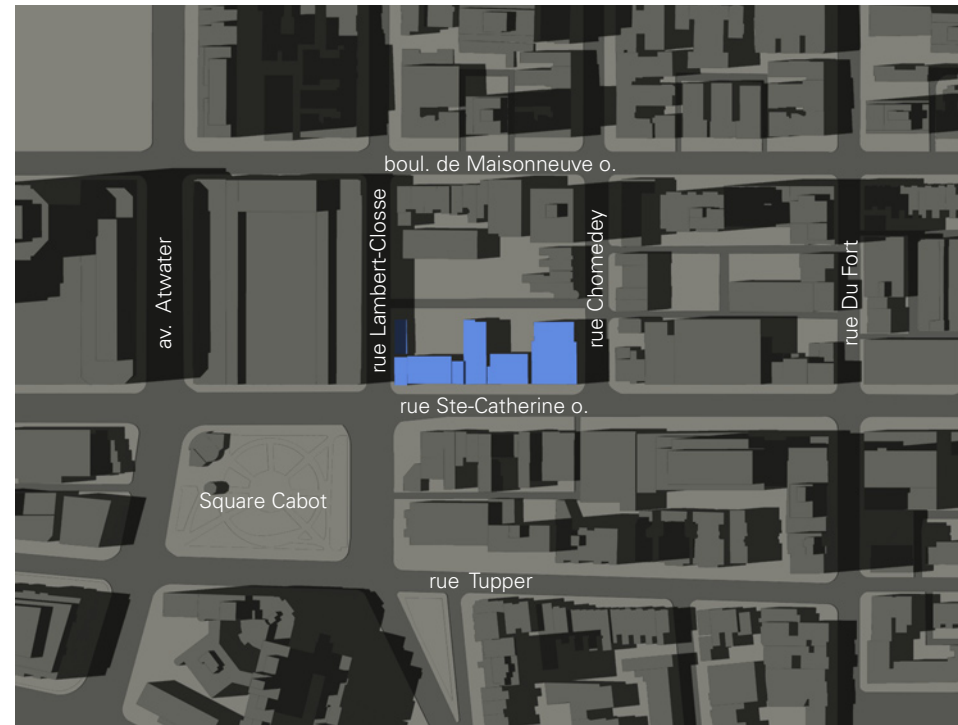 boul. de Maisonneuve o.
av. Atwater
rue Lambert-Closse
rue Chomedey
rue Du Fort
rue Ste-Catherine o.
Square Cabot
rue Tupper